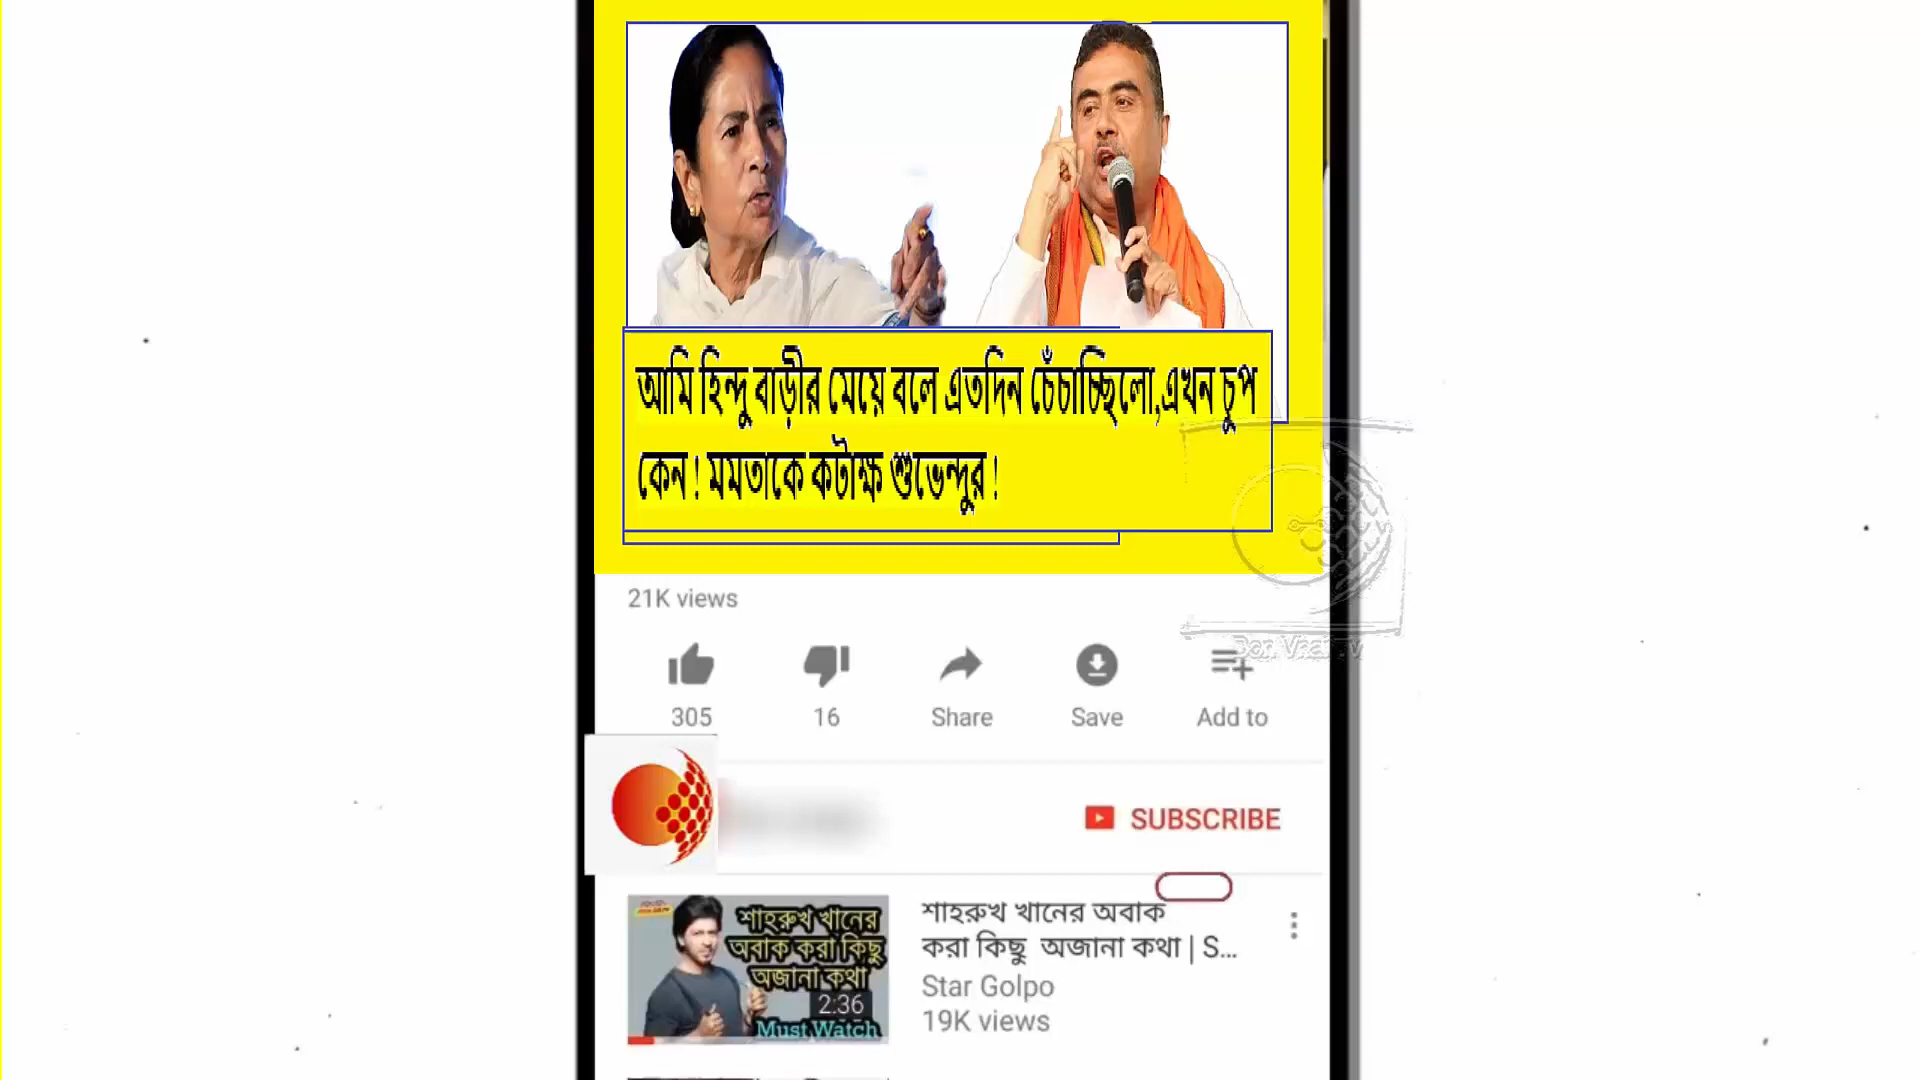 আমি হিন্দু বাড়ীর মেয়ে বলে এতদিন চেঁচাচ্ছিলো,এখন চুপ
কেন ! মমতাকে কটাক্ষ শুভেন্দুর !
21K views
305
16
Share
Save
Add to
SUBSCRIBE
শাহরুখ খানের
অবাক করা কিছু
অজানা কথা
2:36
Must Watch
শাহরুখ খানের অবাক
করা কিছু অজানা কথা | S...
Star Golpo
19K views